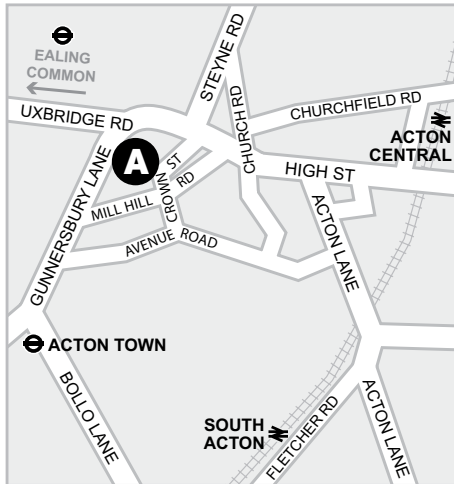 EALING
COMMON
STEYNE RD
UXBRIDGE RD
CHURCHFIELD RD
ACTON
CENTRAL
CHURCH RD
A
CROWN ST
HIGH ST
MILL HILL RD
GUNNERSBURY LANE
AVENUE ROAD
ACTON LANE
ACTON TOWN
BOLLO LANE
SOUTH
ACTON
FLETCHER RD
ACTON LANE